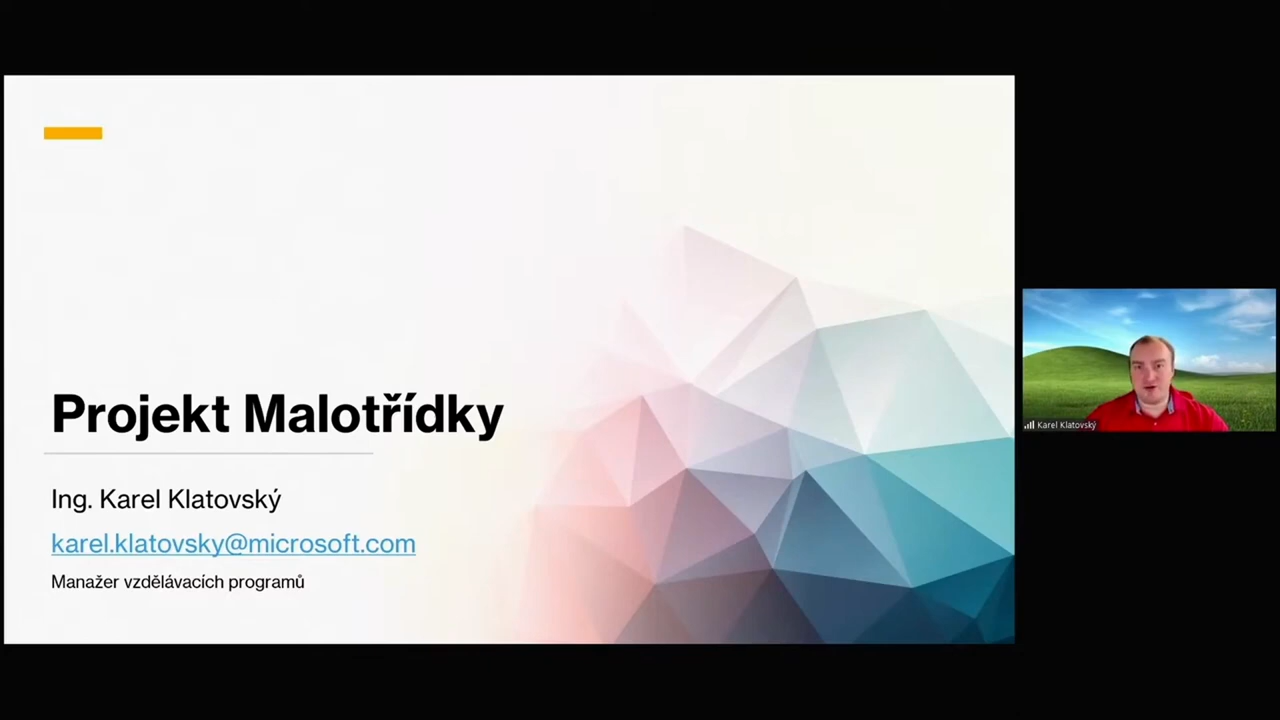 Projekt Malotřídky
Ing. Karel Klatovský
karel.klatovsky@microsoft.com
Manažer vzdělávacích programů
Karel Klatovský